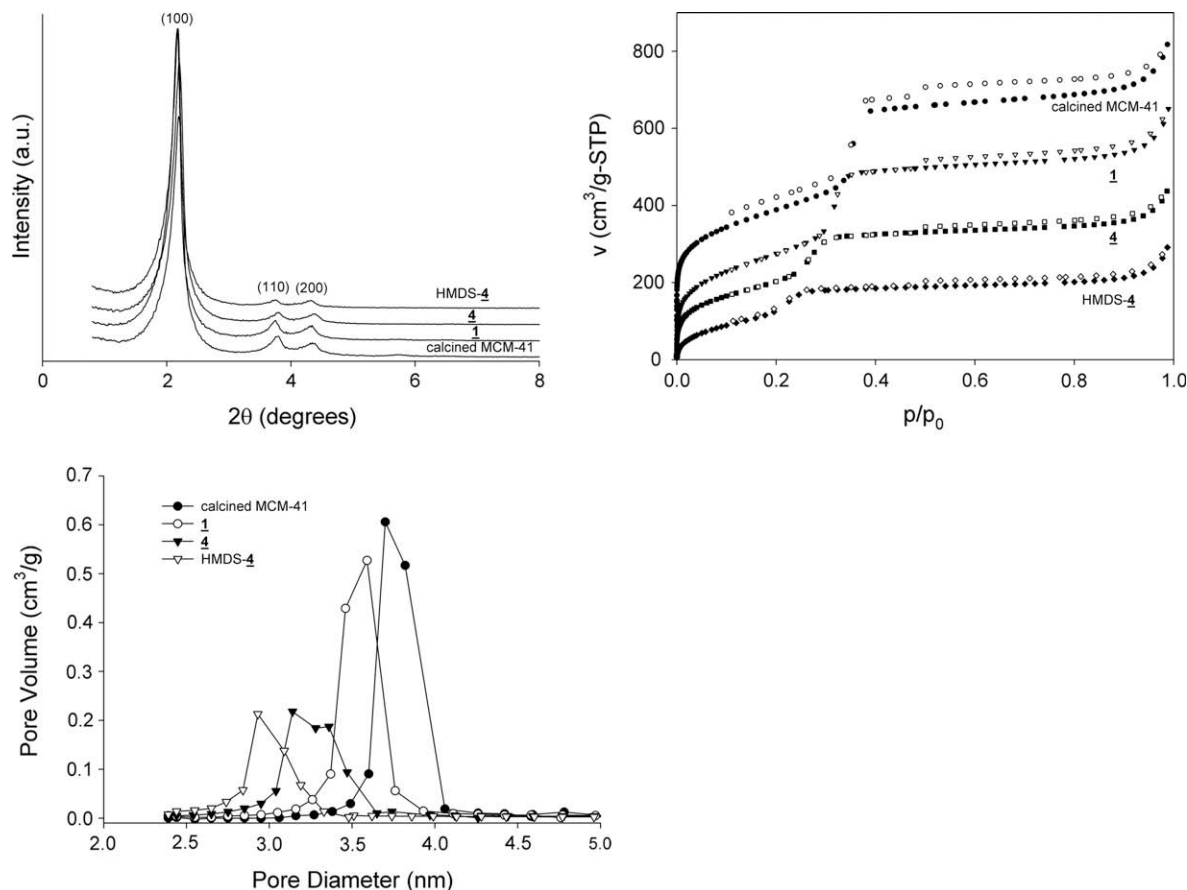 (100)
(110) (200)
HMDS-4
4
1
calcined MCM-41
Intensity (a.u.)
0 2 4 6 8
2θ (degrees)
800
600
400
200
0
v (cm³/g-STP)
calcined MCM-41
1
4
HMDS-4
0.0 0.2 0.4 0.6 0.8 1.0
p/p₀
0.7
0.6
0.5
0.4
0.3
0.2
0.1
0.0
Pore Volume (cm³/g)
calcined MCM-41
1
4
HMDS-4
2.0 2.5 3.0 3.5 4.0 4.5 5.0
Pore Diameter (nm)